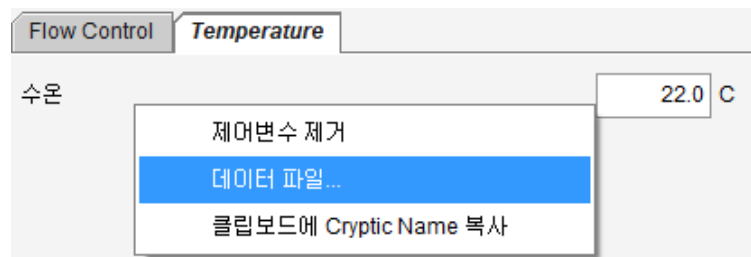 Flow Control Temperature
수온 22.0 C
제어변수 제거
데이터 파일...
클립보드에 Cryptic Name 복사